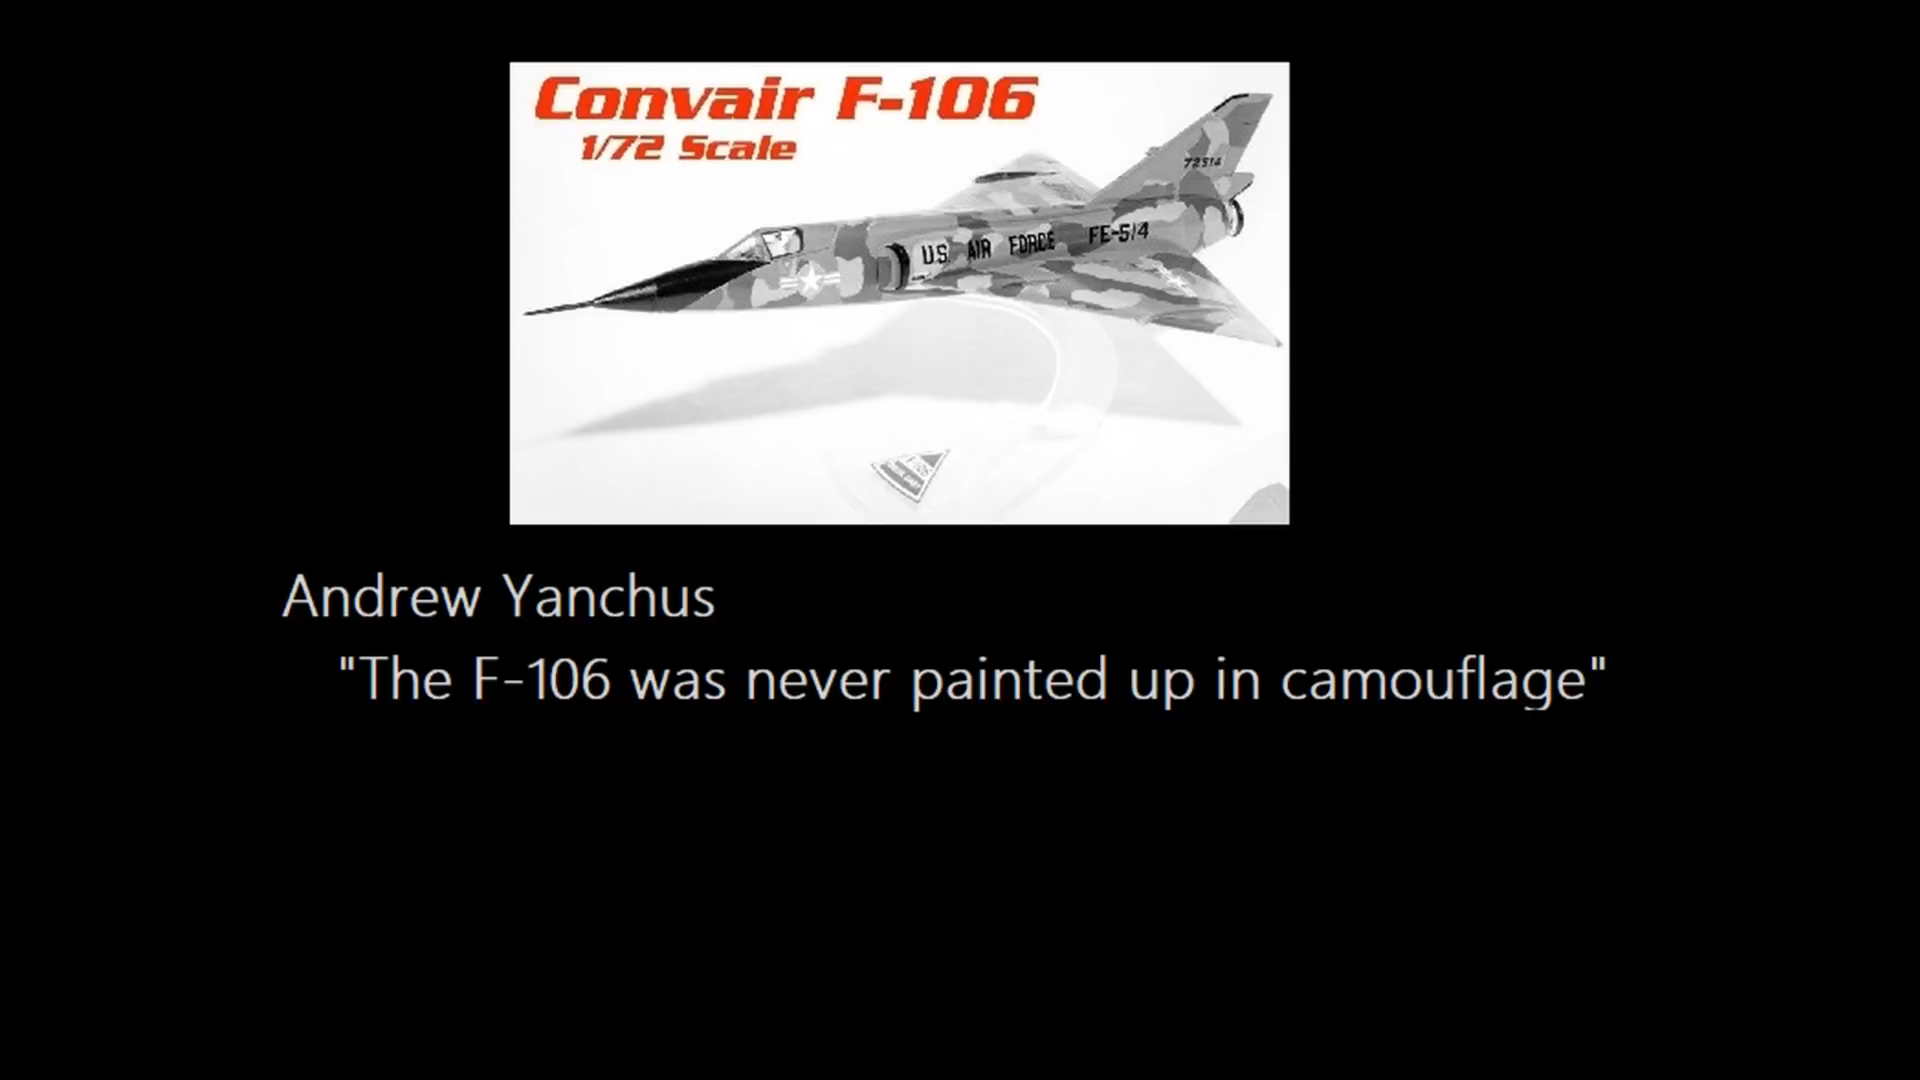 Convair F-106
1/72 Scale
72514
U.S. AIR FORCE FE-514
Andrew Yanchus
"The F-106 was never painted up in camouflage"